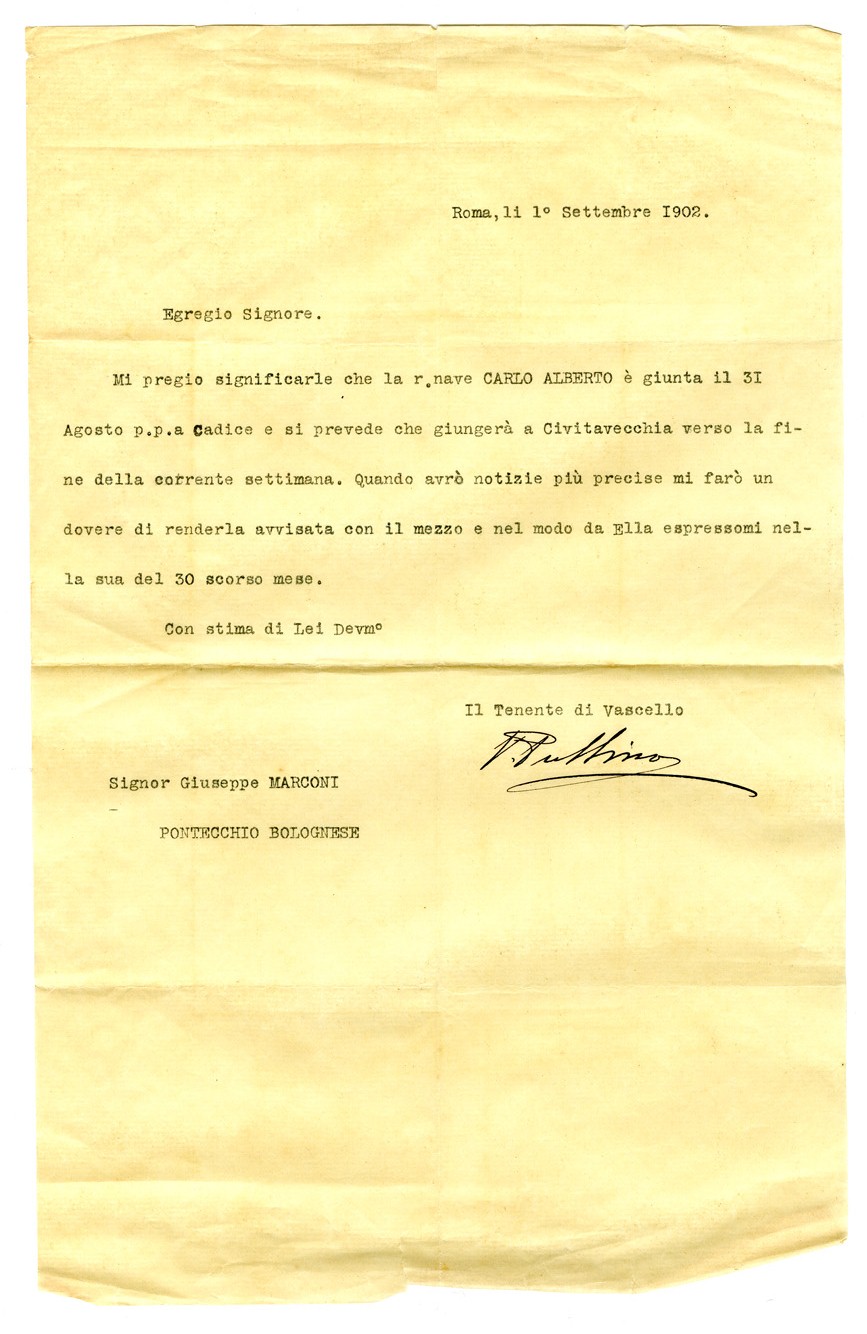 Roma,li 1º Settembre I902.
Egregio Signore.
Mi pregio significarle che la r.nave CARLO ALBERTO è giunta il 3I
Agosto p.p.a Cadice e si prevede che giungerà a Civitavecchia verso la fi-
ne della corrente settimana. Quando avrò notizie più precise mi farò un
dovere di renderla avvisata con il mezzo e nel modo da Ella espressomi nel-
la sua del 30 scorso mese.
Con stima di Lei Devmº
Il Tenente di Vascello
Signor Giuseppe MARCONI
PONTECCHIO BOLOGNESE